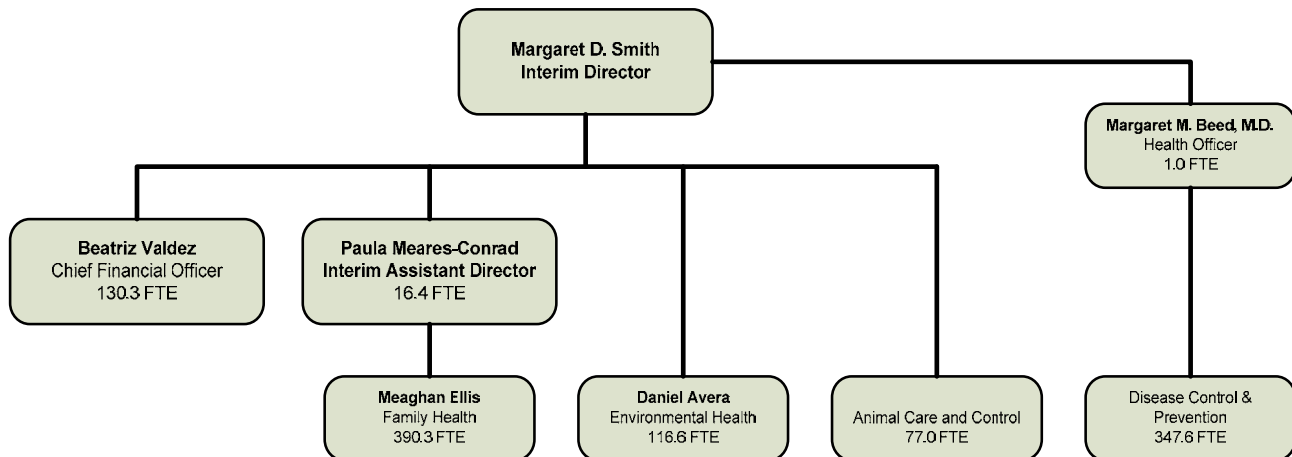 Margaret D. Smith
Interim Director
Margaret M. Beed, M.D.
Health Officer
1.0 FTE
Beatriz Valdez
Chief Financial Officer
130.3 FTE
Paula Meares-Conrad
Interim Assistant Director
16.4 FTE
Meaghan Ellis
Family Health
390.3 FTE
Daniel Avera
Environmental Health
116.6 FTE
Animal Care and Control
77.0 FTE
Disease Control &
Prevention
347.6 FTE